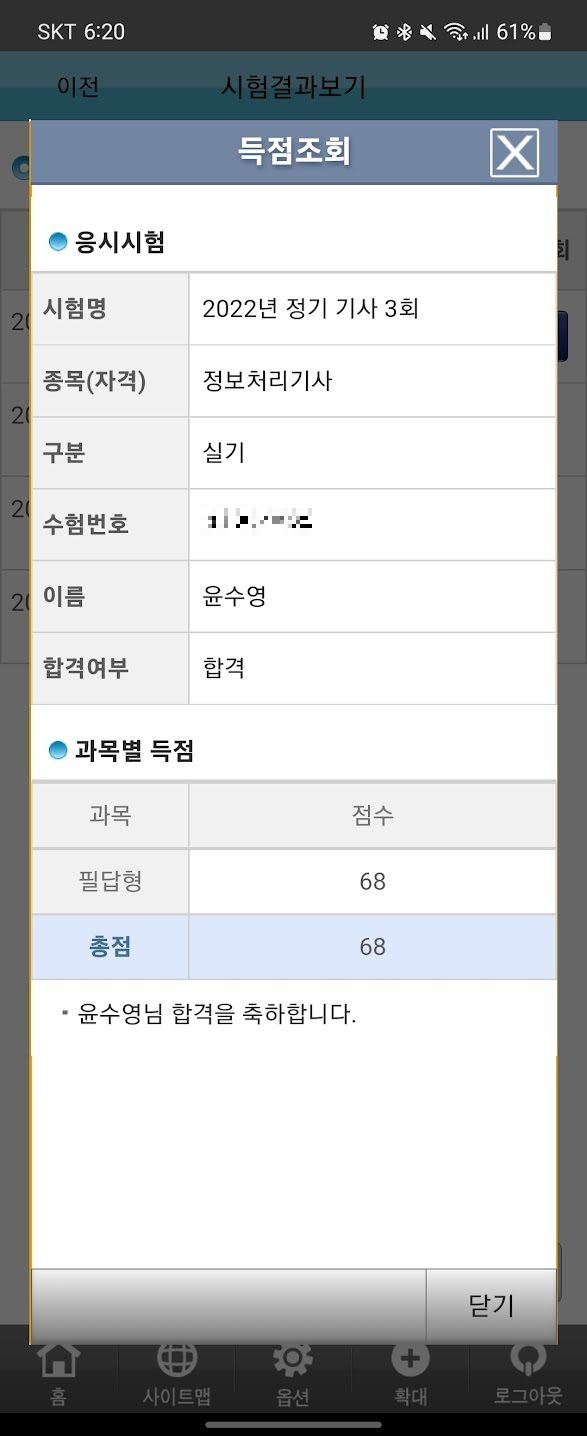 SKT 6:20 61%
이전 시험결과보기
득점조회
응시시험
시험명 2022년 정기 기사 3회
종목(자격) 정보처리기사
구분 실기
수험번호
이름 윤수영
합격여부 합격
과목별 득점
과목 점수
필답형 68
총점 68
윤수영님 합격을 축하합니다.
닫기
홈 사이트맵 옵션 확대 로그아웃